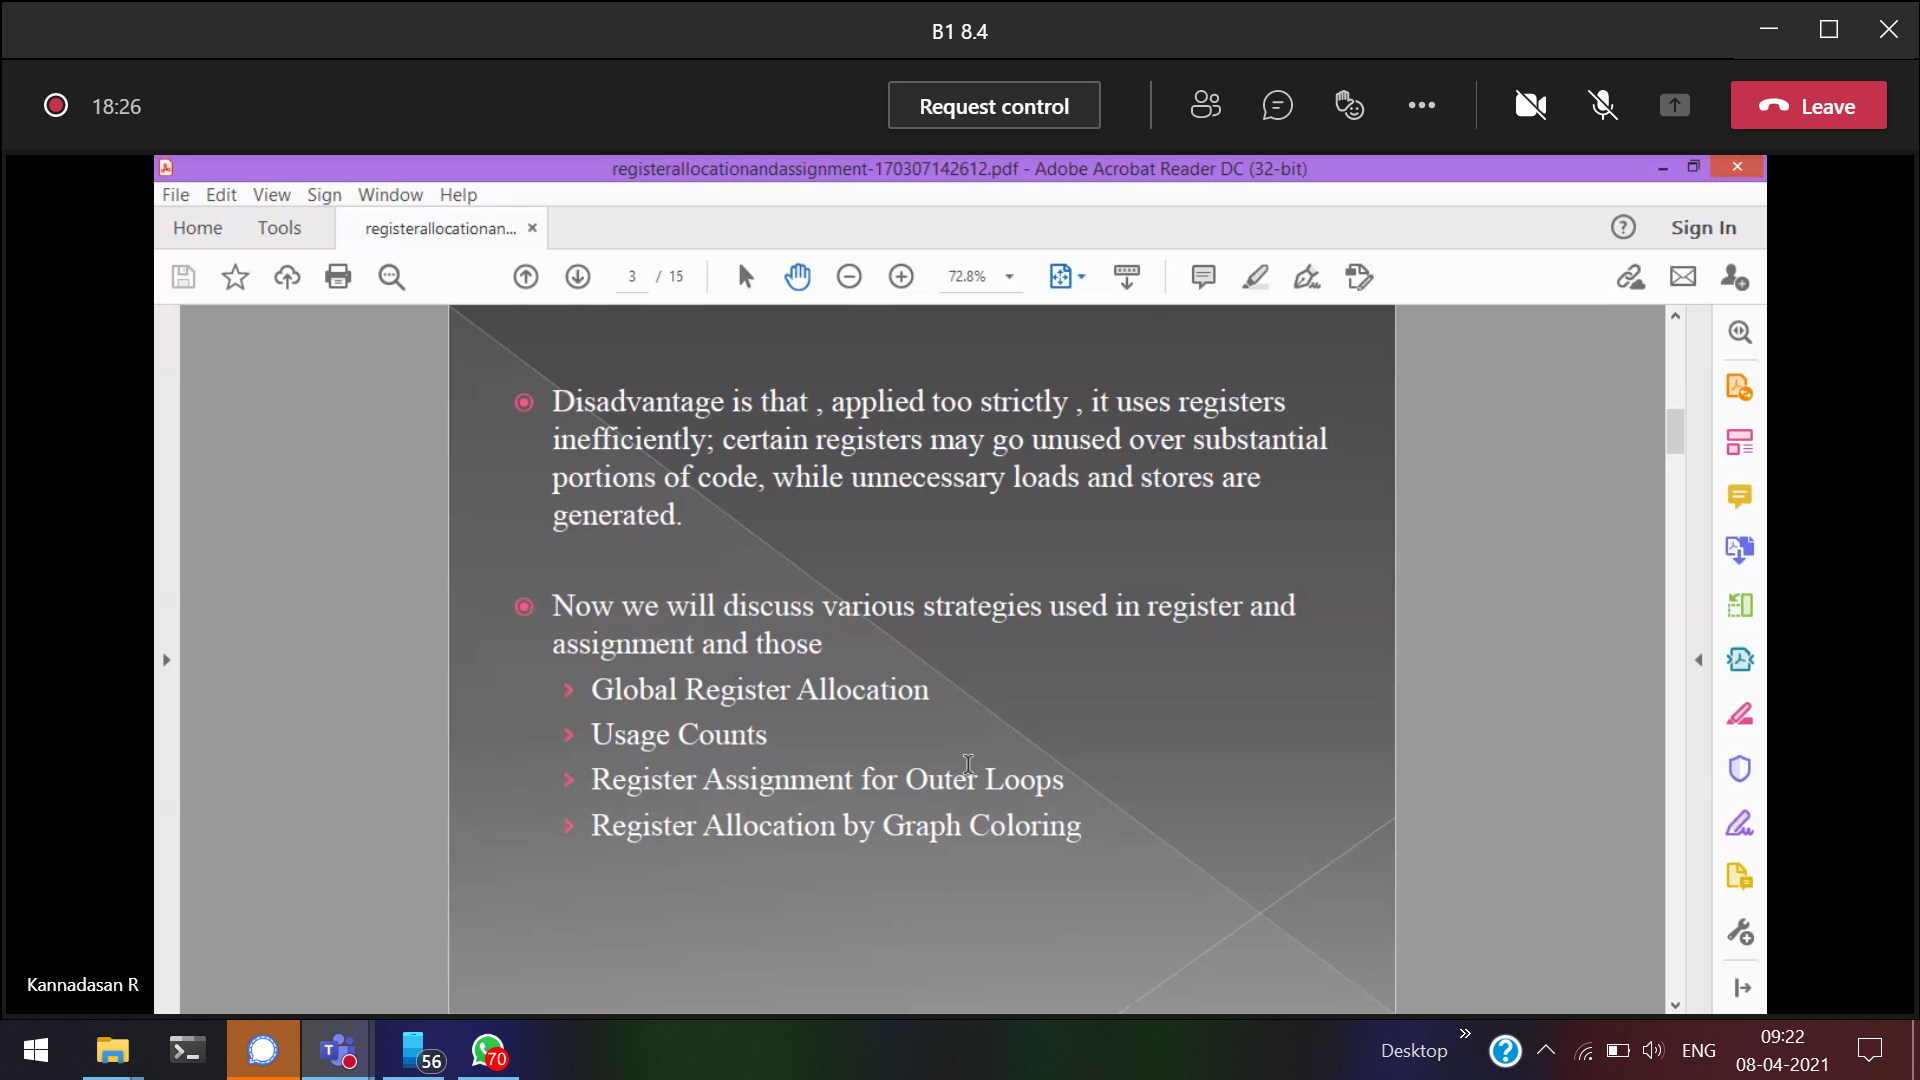 B1 8.4
18:26
Request control
Leave
registerallocationandassignment-170307142612.pdf - Adobe Acrobat Reader DC (32-bit)
File Edit View Sign Window Help
Home Tools registerallocationan... Sign In
3 / 15 72.8%
Disadvantage is that , applied too strictly , it uses registers
inefficiently; certain registers may go unused over substantial
portions of code, while unnecessary loads and stores are
generated.
Now we will discuss various strategies used in register and
assignment and those
Global Register Allocation
Usage Counts
Register Assignment for Outer Loops
Register Allocation by Graph Coloring
Kannadasan R
56
70
Desktop
ENG
09:22
08-04-2021